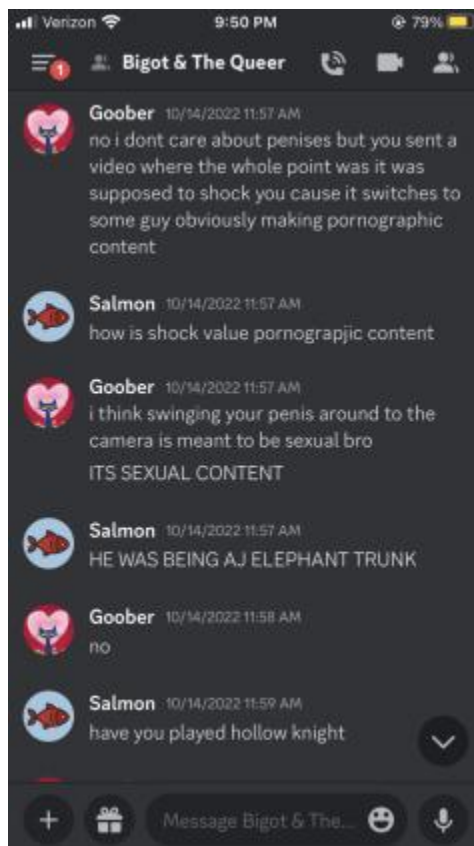 Verizon 9:50 PM 79%
1 Bigot & The Queer
Goober 10/14/2022 11:57 AM
no i dont care about penises but you sent a
video where the whole point was it was
supposed to shock you cause it switches to
some guy obviously making pornographic
content
Salmon 10/14/2022 11:57 AM
how is shock value pornograpjic content
Goober 10/14/2022 11:57 AM
i think swinging your penis around to the
camera is meant to be sexual bro
ITS SEXUAL CONTENT
Salmon 10/14/2022 11:57 AM
HE WAS BEING AJ ELEPHANT TRUNK
Goober 10/14/2022 11:58 AM
no
Salmon 10/14/2022 11:59 AM
have you played hollow knight
Message Bigot & The...